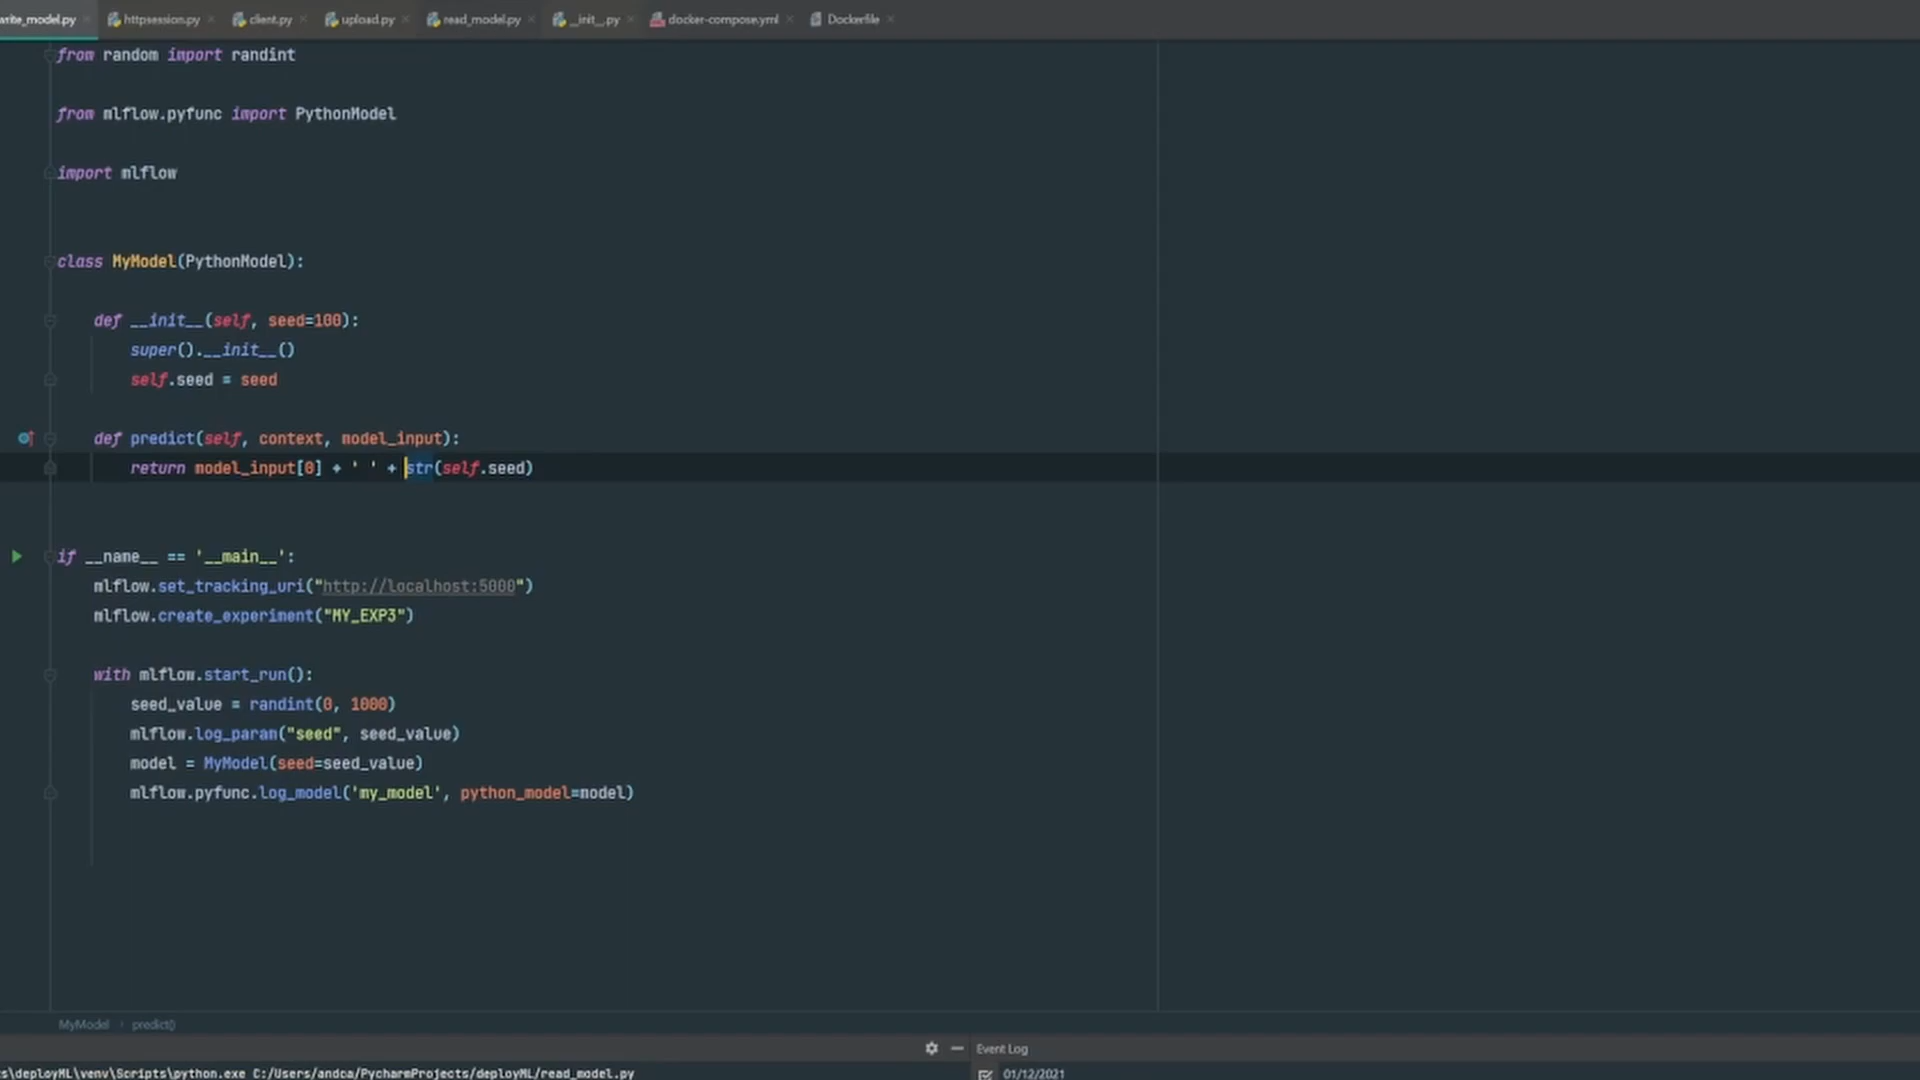 write_model.py httpsession.py client.py upload.py read_model.py __init__.py docker-compose.yml Dockerfile
from random import randint
from mlflow.pyfunc import PythonModel
import mlflow
class MyModel(PythonModel):
def __init__(self, seed=100):
super().__init__()
self.seed = seed
def predict(self, context, model_input):
return model_input[0] + ' ' + str(self.seed)
if __name__ == '__main__':
mlflow.set_tracking_uri("http://localhost:5000")
mlflow.create_experiment("MY_EXP3")
with mlflow.start_run():
seed_value = randint(0, 1000)
mlflow.log_param("seed", seed_value)
model = MyModel(seed=seed_value)
mlflow.pyfunc.log_model('my_model', python_model=model)
MyModel › predict()
Event Log
s\deployML\venv\Scripts\python.exe C:/Users/andca/PycharmProjects/deployML/read_model.py
01/12/2021